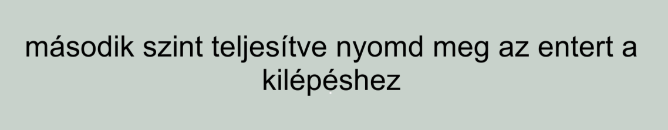 második szint teljesítve nyomd meg az entert a
kilépéshez